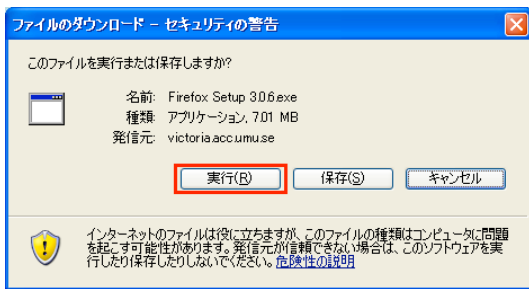 ファイルのダウンロード - セキュリティの警告
このファイルを実行または保存しますか?
名前: Firefox Setup 3.0.6.exe
種類: アプリケーション, 7.01 MB
発信元: victoria.acc.umu.se
実行(R) 保存(S) キャンセル
インターネットのファイルは役に立ちますが、このファイルの種類はコンピュータに問題
を起こす可能性があります。発信元が信頼できない場合は、このソフトウェアを実
行したり保存したりしないでください。危険性の説明